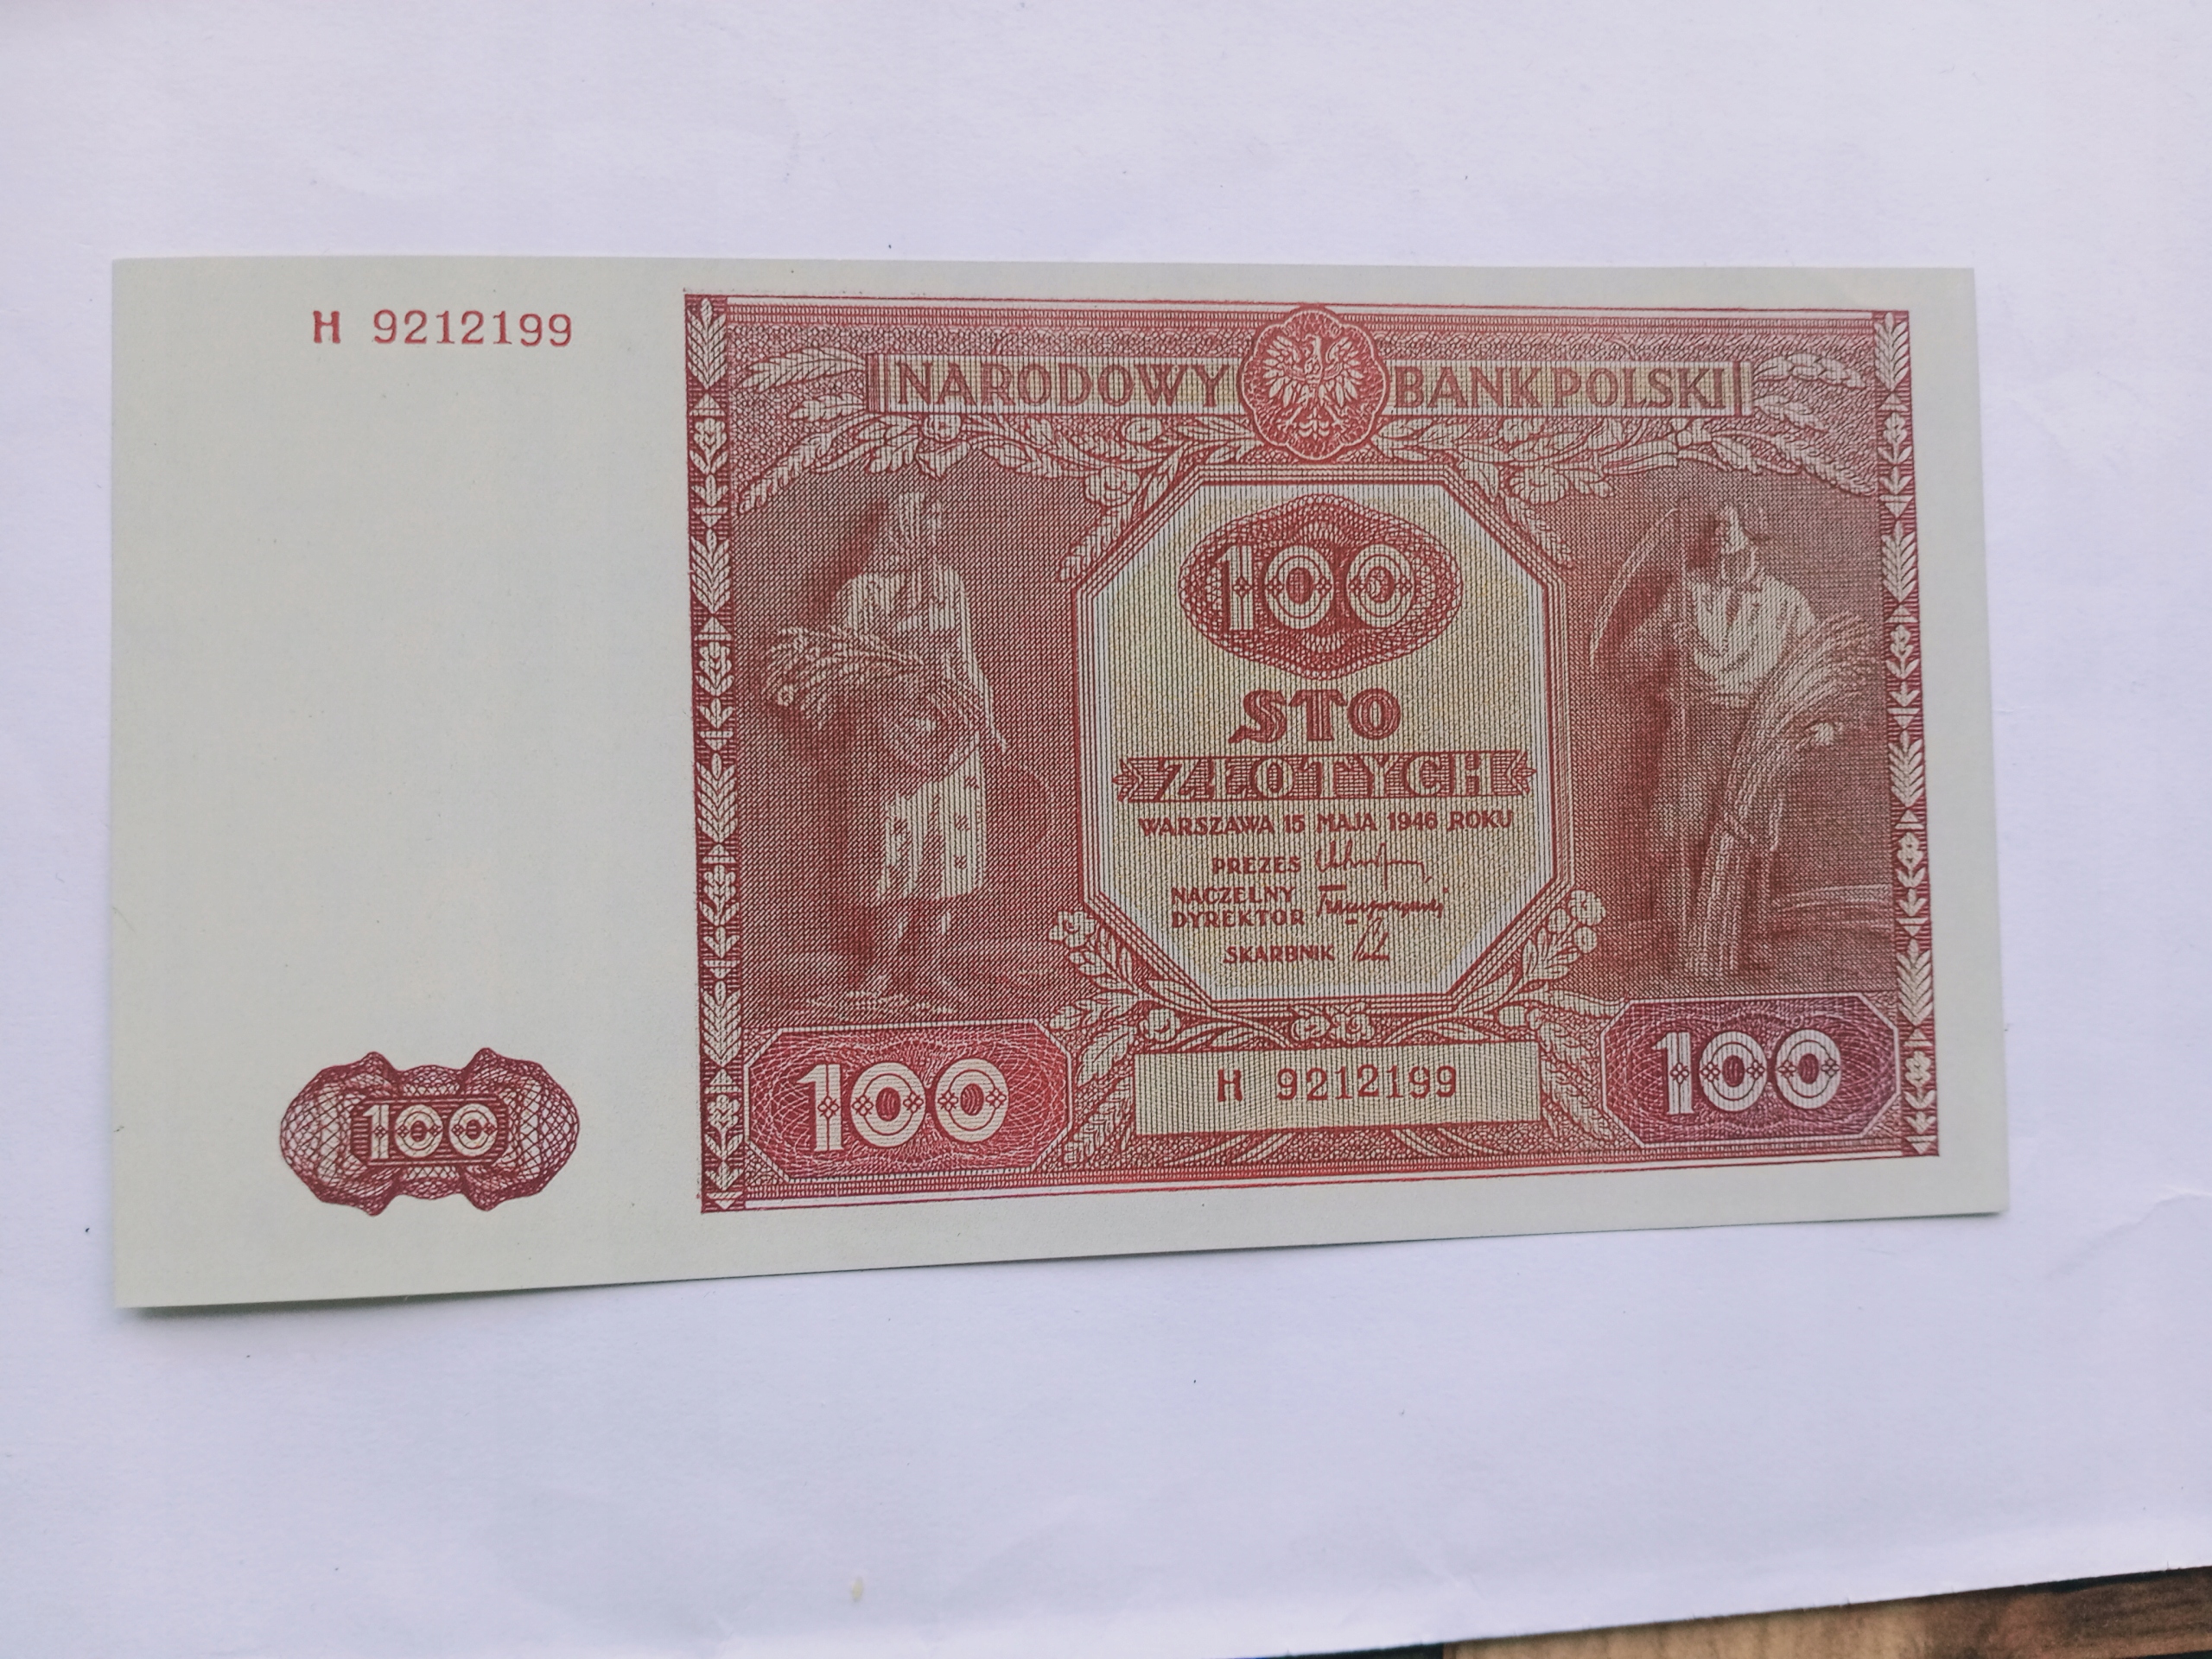 H 9212199
NARODOWY BANK POLSKI
100
STO
ZŁOTYCH
WARSZAWA 15 MAJA 1946 ROKU
PREZES
NACZELNY
DYREKTOR
SKARBNIK
100
100
H 9212199
100